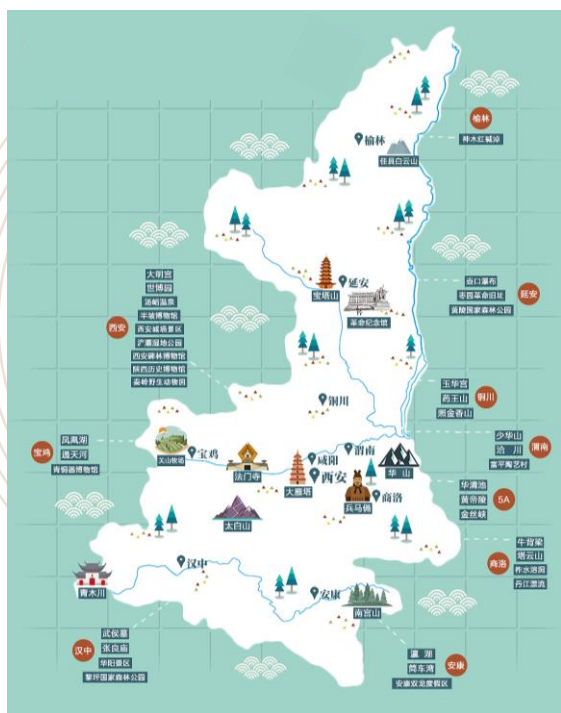 榆林
神木红碱淖
榆林
佳县白云山
大明宫
世博园
汤峪温泉
半坡博物馆
西安城墙景区
浐灞湿地公园
西安碑林博物馆
陕西历史博物馆
秦岭野生动物园
西安
延安
宝塔山
革命纪念馆
壶口瀑布
枣园革命旧址
黄陵国家森林公园
延安
铜川
玉华宫
药王山
照金香山
铜川
凤凰湖
通天河
青铜器博物馆
宝鸡
关山牧场
宝鸡
法门寺
咸阳
渭南
西安
大雁塔
华山
兵马俑
商洛
太白山
少华山
洽川
富平陶艺村
渭南
华清池
黄帝陵
金丝峡
5A
牛背梁
塔云山
柞水溶洞
丹江漂流
商洛
汉中
青木川
安康
南宫山
武侯墓
张良庙
华阳景区
黎坪国家森林公园
汉中
瀛湖
筒车湾
安康双龙度假区
安康